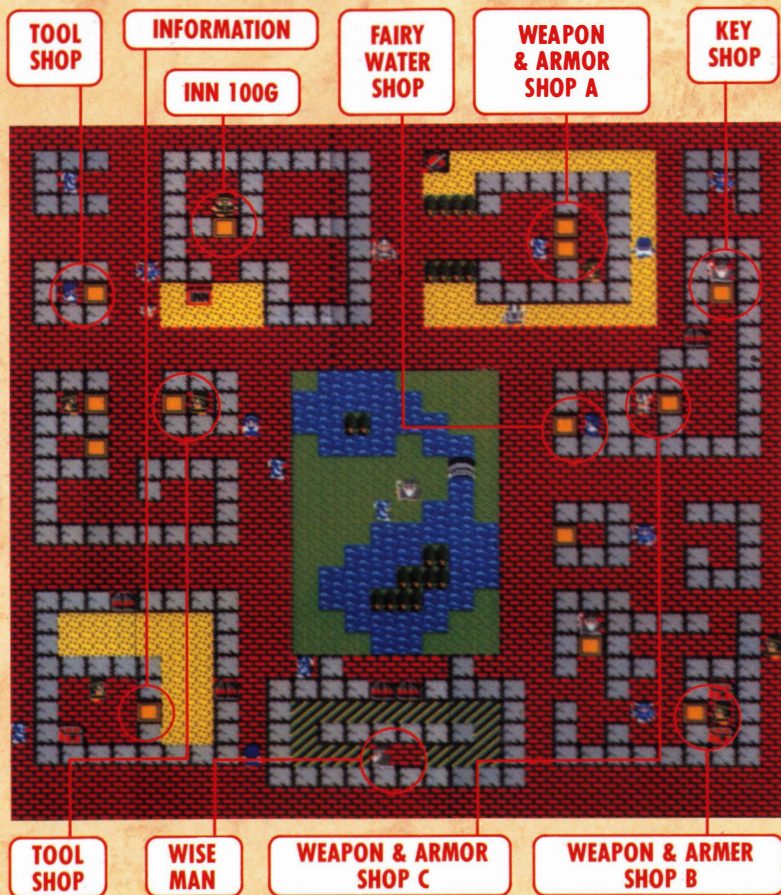 TOOL
SHOP
INFORMATION
INN 100G
FAIRY
WATER
SHOP
WEAPON
& ARMOR
SHOP A
KEY
SHOP
INN
TOOL
SHOP
WISE
MAN
WEAPON & ARMOR
SHOP C
WEAPON & ARMER
SHOP B